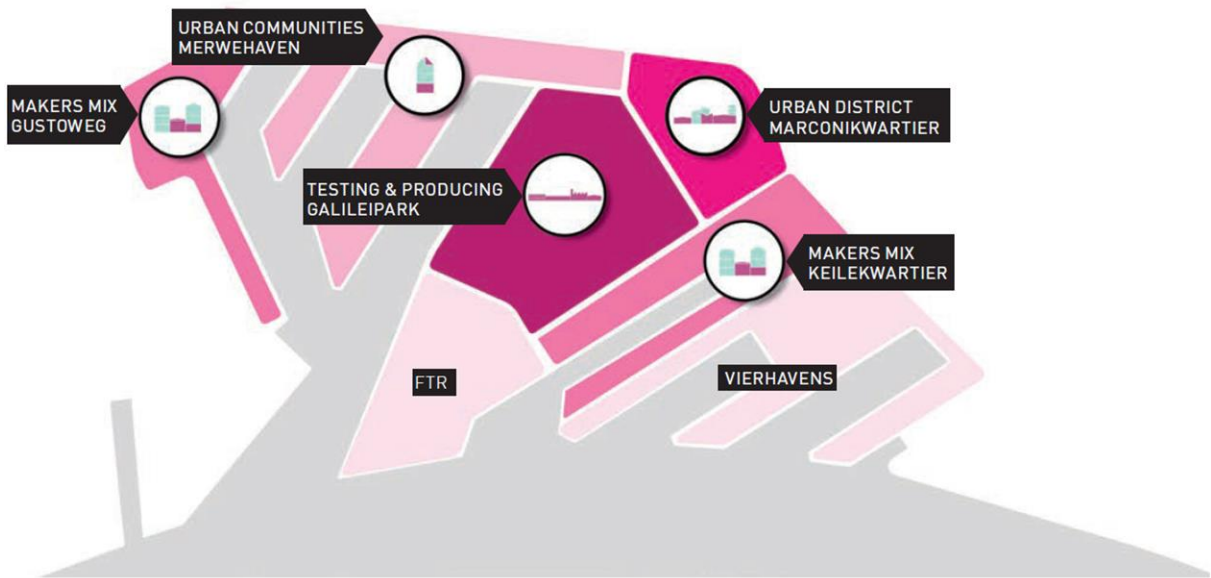 URBAN COMMUNITIES
MERWEHAVEN
MAKERS MIX
GUSTOWEG
URBAN DISTRICT
MARCONIKWARTIER
TESTING & PRODUCING
GALILEIPARK
MAKERS MIX
KEILEKWARTIER
FTR
VIERHAVENS